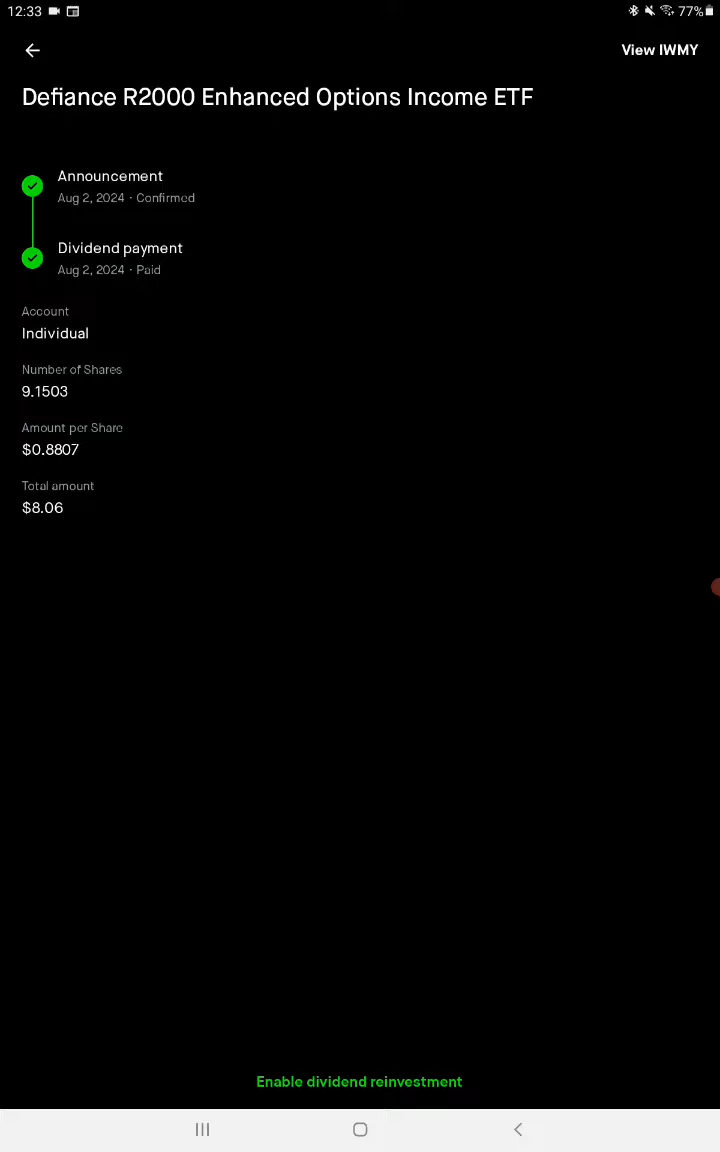 12:33
77%
View IWMY
Defiance R2000 Enhanced Options Income ETF
Announcement
Aug 2, 2024 · Confirmed
Dividend payment
Aug 2, 2024 · Paid
Account
Individual
Number of Shares
9.1503
Amount per Share
$0.8807
Total amount
$8.06
Enable dividend reinvestment